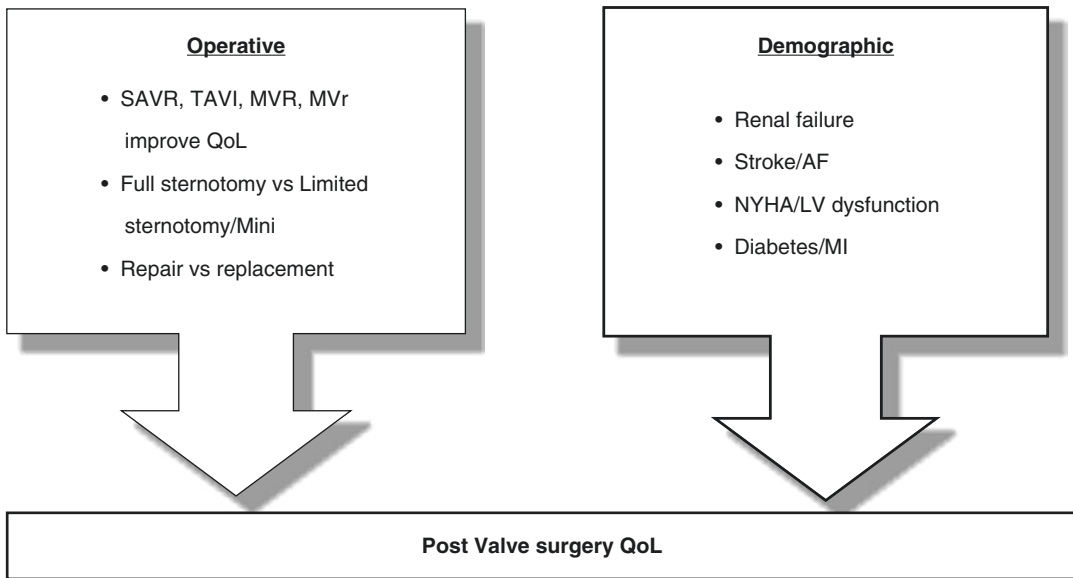 Operative
• SAVR, TAVI, MVR, MVr
improve QoL
• Full sternotomy vs Limited
sternotomy/Mini
• Repair vs replacement
Demographic
• Renal failure
• Stroke/AF
• NYHA/LV dysfunction
• Diabetes/MI
Post Valve surgery QoL